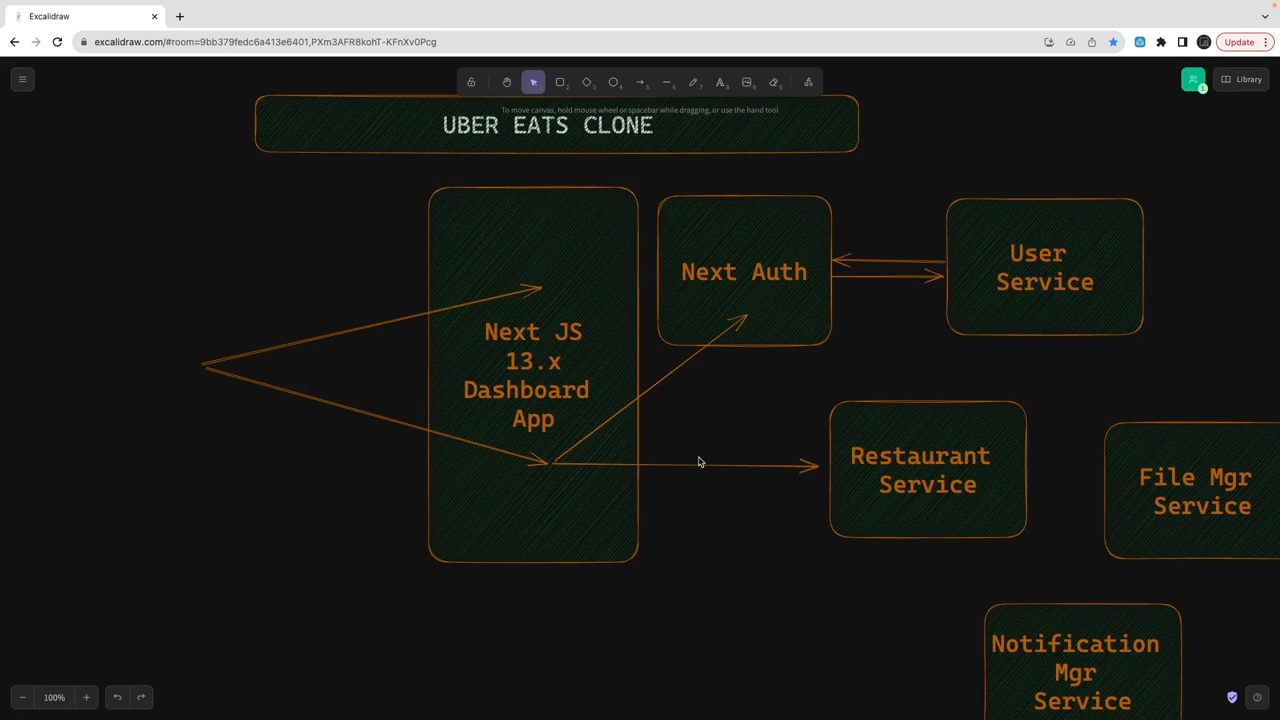 Excalidraw
excalidraw.com/#room=9bb379fedc6a413e6401,PXm3AFR8kohT-KFnXv0Pcg
Update
Library
To move canvas, hold mouse wheel or spacebar while dragging, or use the hand tool
UBER EATS CLONE
Next JS
13.x
Dashboard
App
Next Auth
User
Service
Restaurant
Service
File Mgr
Service
Notification
Mgr
Service
100%